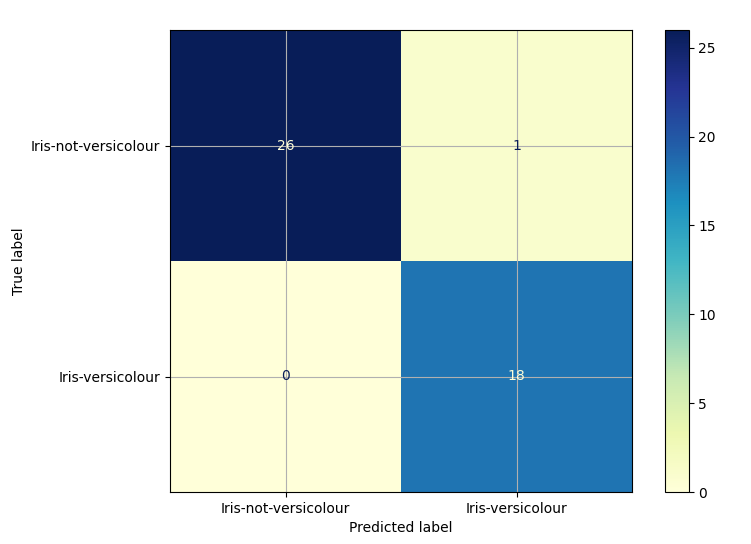 Iris-not-versicolour
26
1
Iris-versicolour
0
18
True label
Iris-not-versicolour
Iris-versicolour
Predicted label
25
20
15
10
5
0